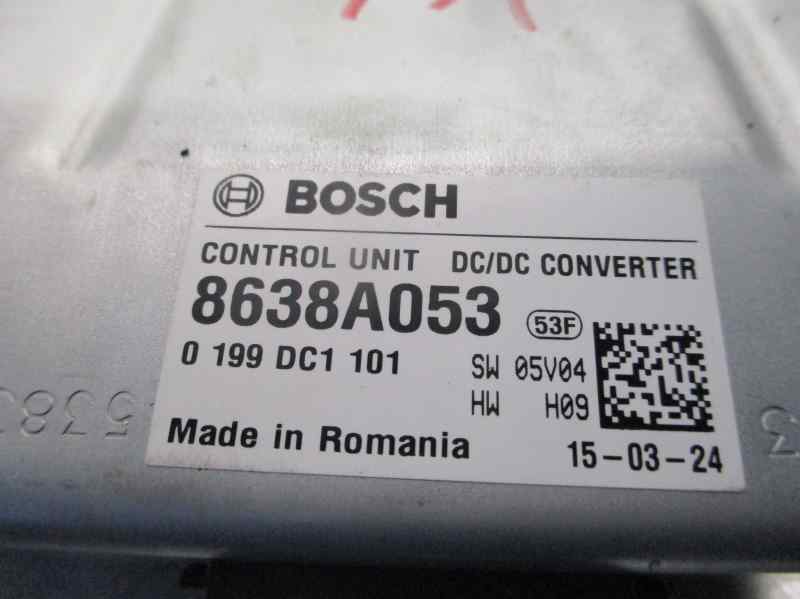 BOSCH
CONTROL UNIT DC/DC CONVERTER
8638A053 53F
0 199 DC1 101 SW 05V04
HW H09
Made in Romania 15-03-24